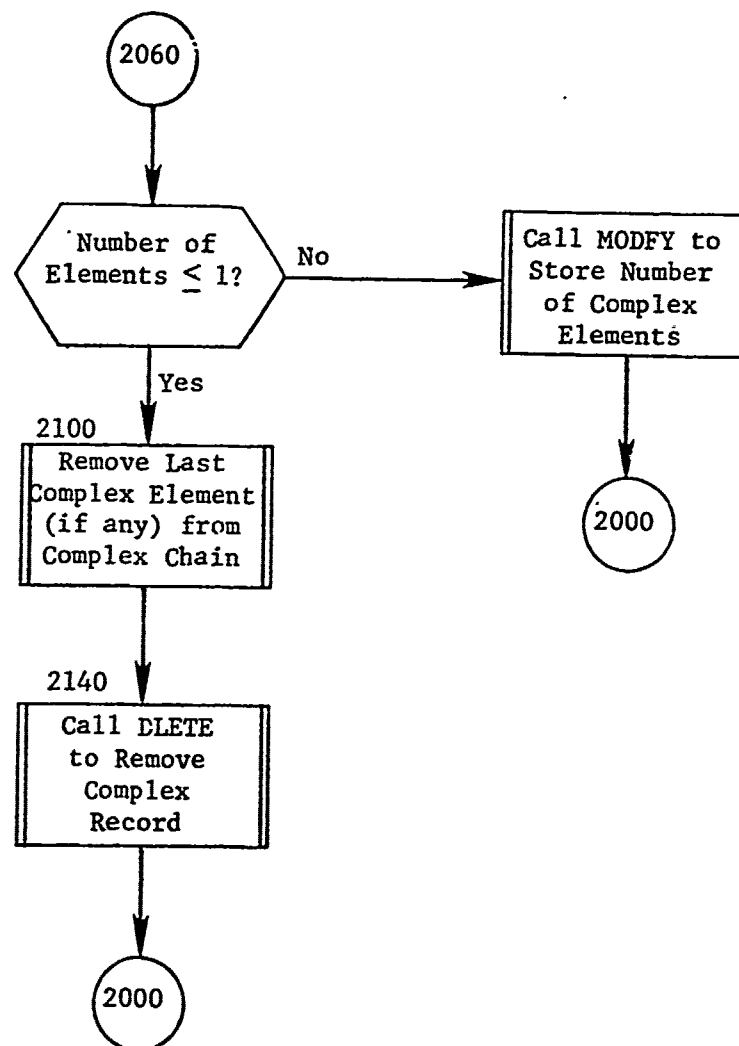 2060
Number of
Elements ≤ 1?
No
Call MODFY to
Store Number
of Complex
Elements
Yes
2000
2100
Remove Last
Complex Element
(if any) from
Complex Chain
2140
Call DLETE
to Remove
Complex
Record
2000